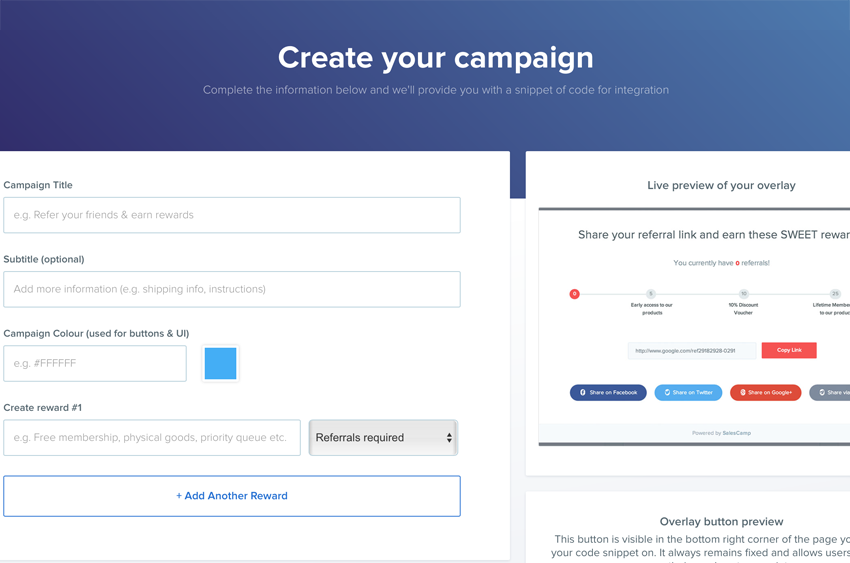 Create your campaign
Complete the information below and we'll provide you with a snippet of code for integration
Campaign Title
e.g. Refer your friends & earn rewards
Subtitle (optional)
Add more information (e.g. shipping info, instructions)
Campaign Colour (used for buttons & UI)
e.g. #FFFFFF
Create reward #1
e.g. Free membership, physical goods, priority queue etc.
Referrals required
+ Add Another Reward
Live preview of your overlay
Share your referral link and earn these SWEET rewar
You currently have 0 referrals!
0 5 10 25
Early access to our 10% Discount Lifetime Membe
products Voucher to our produc
http://www.google.com/ref29182928-0291
Copy Link
Share on Facebook Share on Twitter Share on Google+ Share via
Powered by SalesCamp
Overlay button preview
This button is visible in the bottom right corner of the page yo
your code snippet on. It always remains fixed and allows users